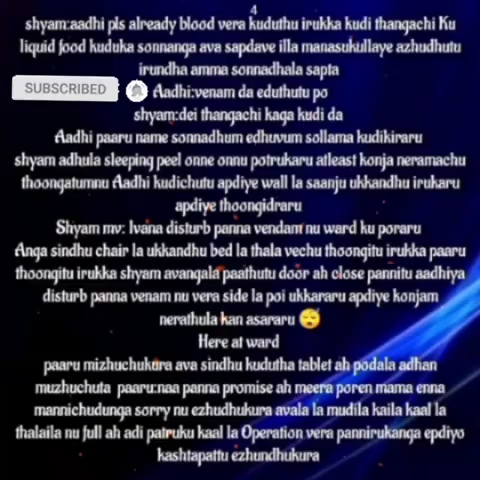 4
shyam:aadhi pls already blood vera kuduthu irukka kudi thangachi Ku
liquid food kuduka sonnanga ava sapdave illa manasukullaye azhudhutu
irundha amma sonnadhala sapta
SUBSCRIBED
Aadhi:venam da eduthutu po
shyam:dei thangachi kaga kudi da
Aadhi paaru name sonnadhum edhuvum sollama kudikiraru
shyam adhula sleeping peel onne onnu potrukaru atleast konja neramachu
thoongatumnu Aadhi kudichutu apdiye wall la saanju ukkandhu irukaru
apdiye thoongidraru
Shyam mv: Ivana disturb panna vendam nu ward ku poraru
Anga sindhu chair la ukkandhu bed la thala vechu thoongitu irukka paaru
thoongitu irukka shyam avangala paathutu door ah close pannitu aadhiya
disturb panna venam nu vera side la poi ukkararu apdiye konjam
nerathula kan asararu 😴
Here at ward
paaru mizhuchukura ava sindhu kudutha tablet ah podala adhan
muzhuchuta paaru:naa panna promise ah meera poren mama enna
mannichudunga sorry nu ezhudhukura avala la mudila kaila kaal la
thalaila nu full ah adi patruku kaal la Operation vera pannirukanga epdiyo
kashtapattu ezhundhukura